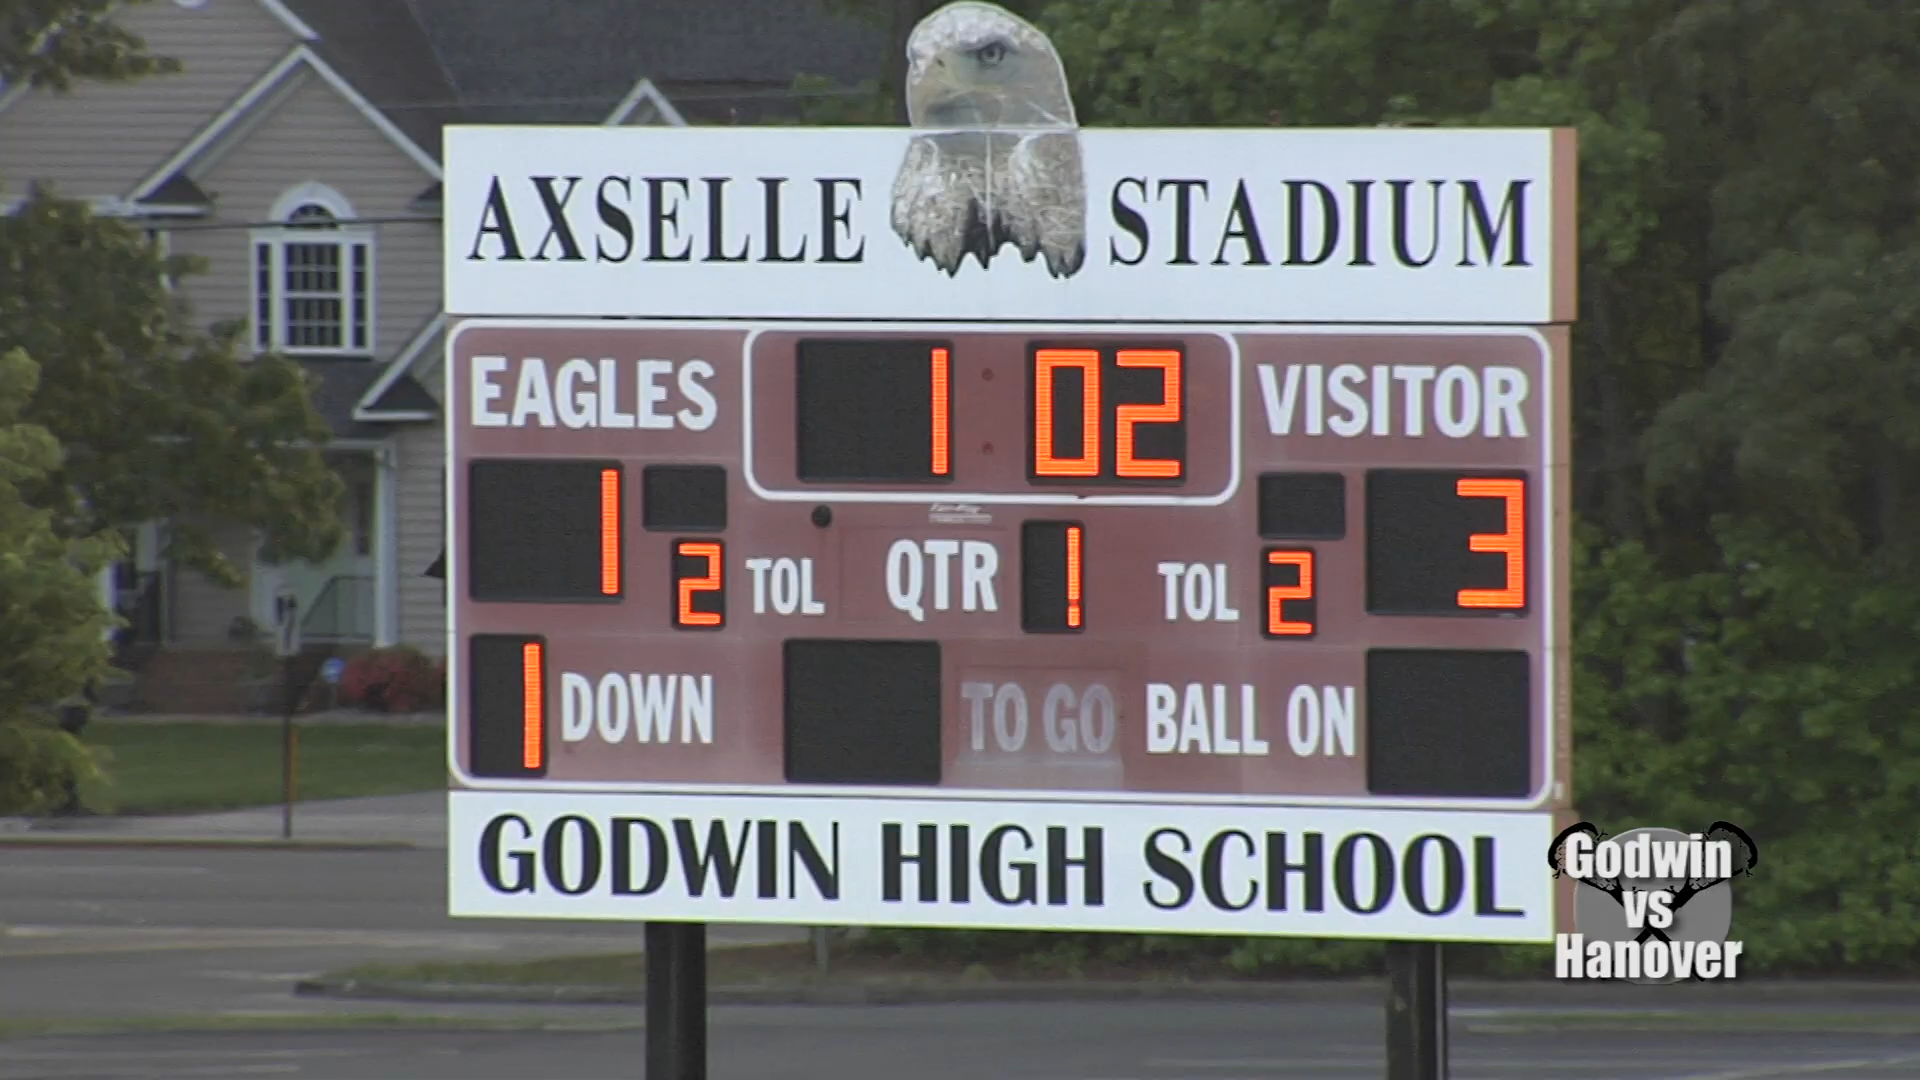 AXSELLE STADIUM
EAGLES 1 : 02 VISITOR
1 2 TOL QTR 1 TOL 2 3
1 DOWN TO GO BALL ON
GODWIN HIGH SCHOOL
Godwin
vs
Hanover